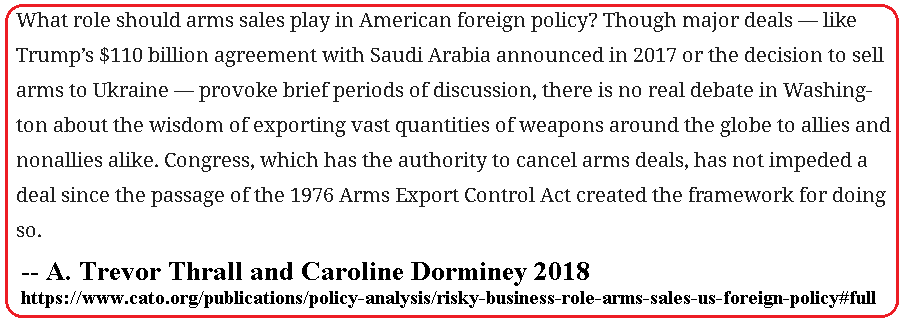 What role should arms sales play in American foreign policy? Though major deals — like
Trump’s $110 billion agreement with Saudi Arabia announced in 2017 or the decision to sell
arms to Ukraine — provoke brief periods of discussion, there is no real debate in Washing-
ton about the wisdom of exporting vast quantities of weapons around the globe to allies and
nonallies alike. Congress, which has the authority to cancel arms deals, has not impeded a
deal since the passage of the 1976 Arms Export Control Act created the framework for doing
so.
-- A. Trevor Thrall and Caroline Dorminey 2018
https://www.cato.org/publications/policy-analysis/risky-business-role-arms-sales-us-foreign-policy#full